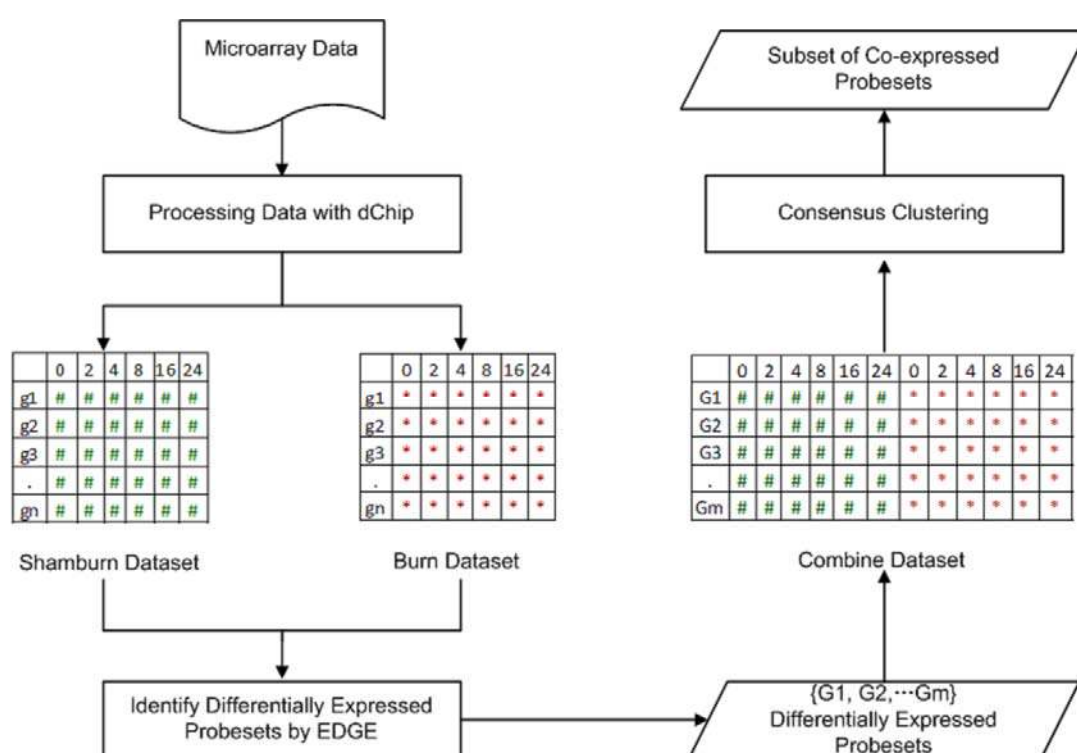 Microarray Data
Processing Data with dChip
0 2 4 8 16 24
g1 # # # # # #
g2 # # # # # #
g3 # # # # # #
. # # # # # #
gn # # # # # #
Shamburn Dataset
0 2 4 8 16 24
g1 * * * * * *
g2 * * * * * *
g3 * * * * * *
. * * * * * *
gn * * * * * *
Burn Dataset
Identify Differentially Expressed
Probesets by EDGE
{G1, G2,···Gm}
Differentially Expressed
Probesets
0 2 4 8 16 24 0 2 4 8 16 24
G1 # # # # # # * * * * * *
G2 # # # # # # * * * * * *
G3 # # # # # # * * * * * *
. # # # # # # * * * * * *
Gm # # # # # # * * * * * *
Combine Dataset
Consensus Clustering
Subset of Co-expressed
Probesets